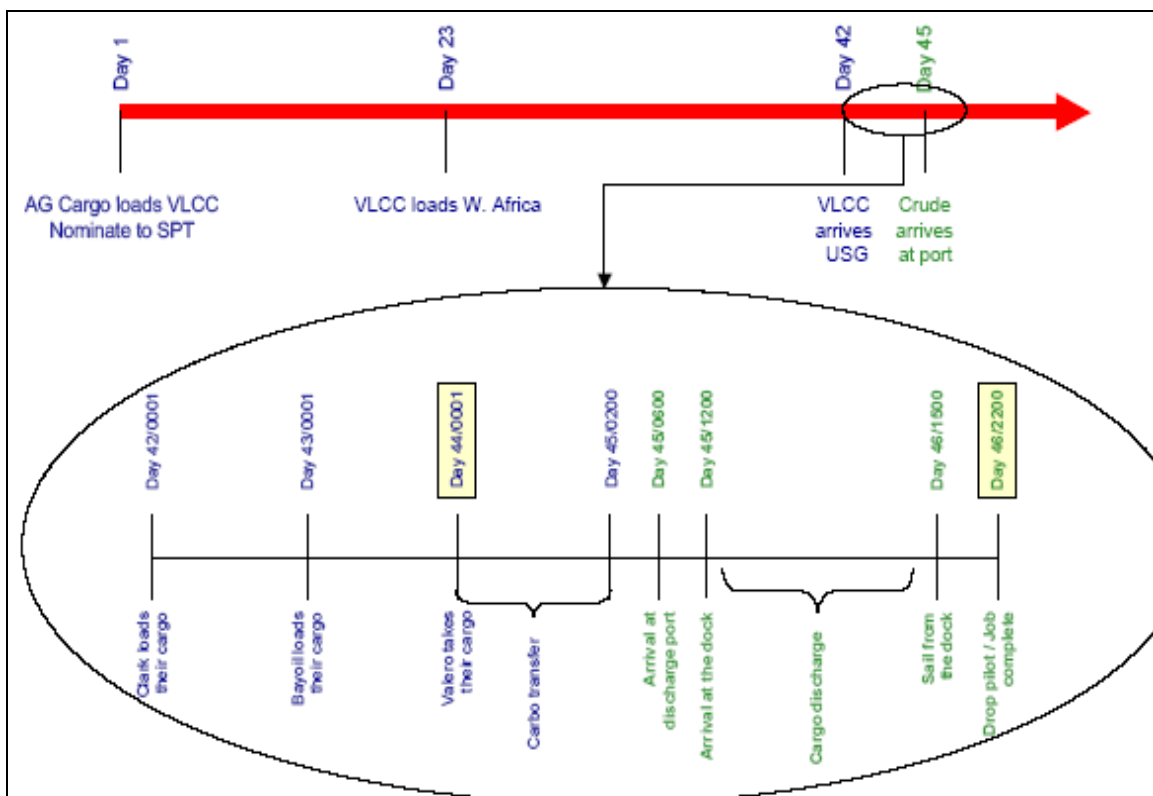 Day 1
Day 23
Day 42
Day 45
AG Cargo loads VLCC
Nominate to SPT
VLCC loads W. Africa
VLCC
arrives
USG
Crude
arrives
at port
Day 42/0001
Day 43/0001
Day 44/0001
Day 45/0200
Day 45/0600
Day 45/1200
Day 46/1500
Day 46/2200
Clark loads
their cargo
Bayoil loads
their cargo
Valero takes
their cargo
Carbo transfer
Arrival at
discharge port
Arrival at the dock
Cargo discharge
Sail from
the dock
Drop pilot / Job
complete